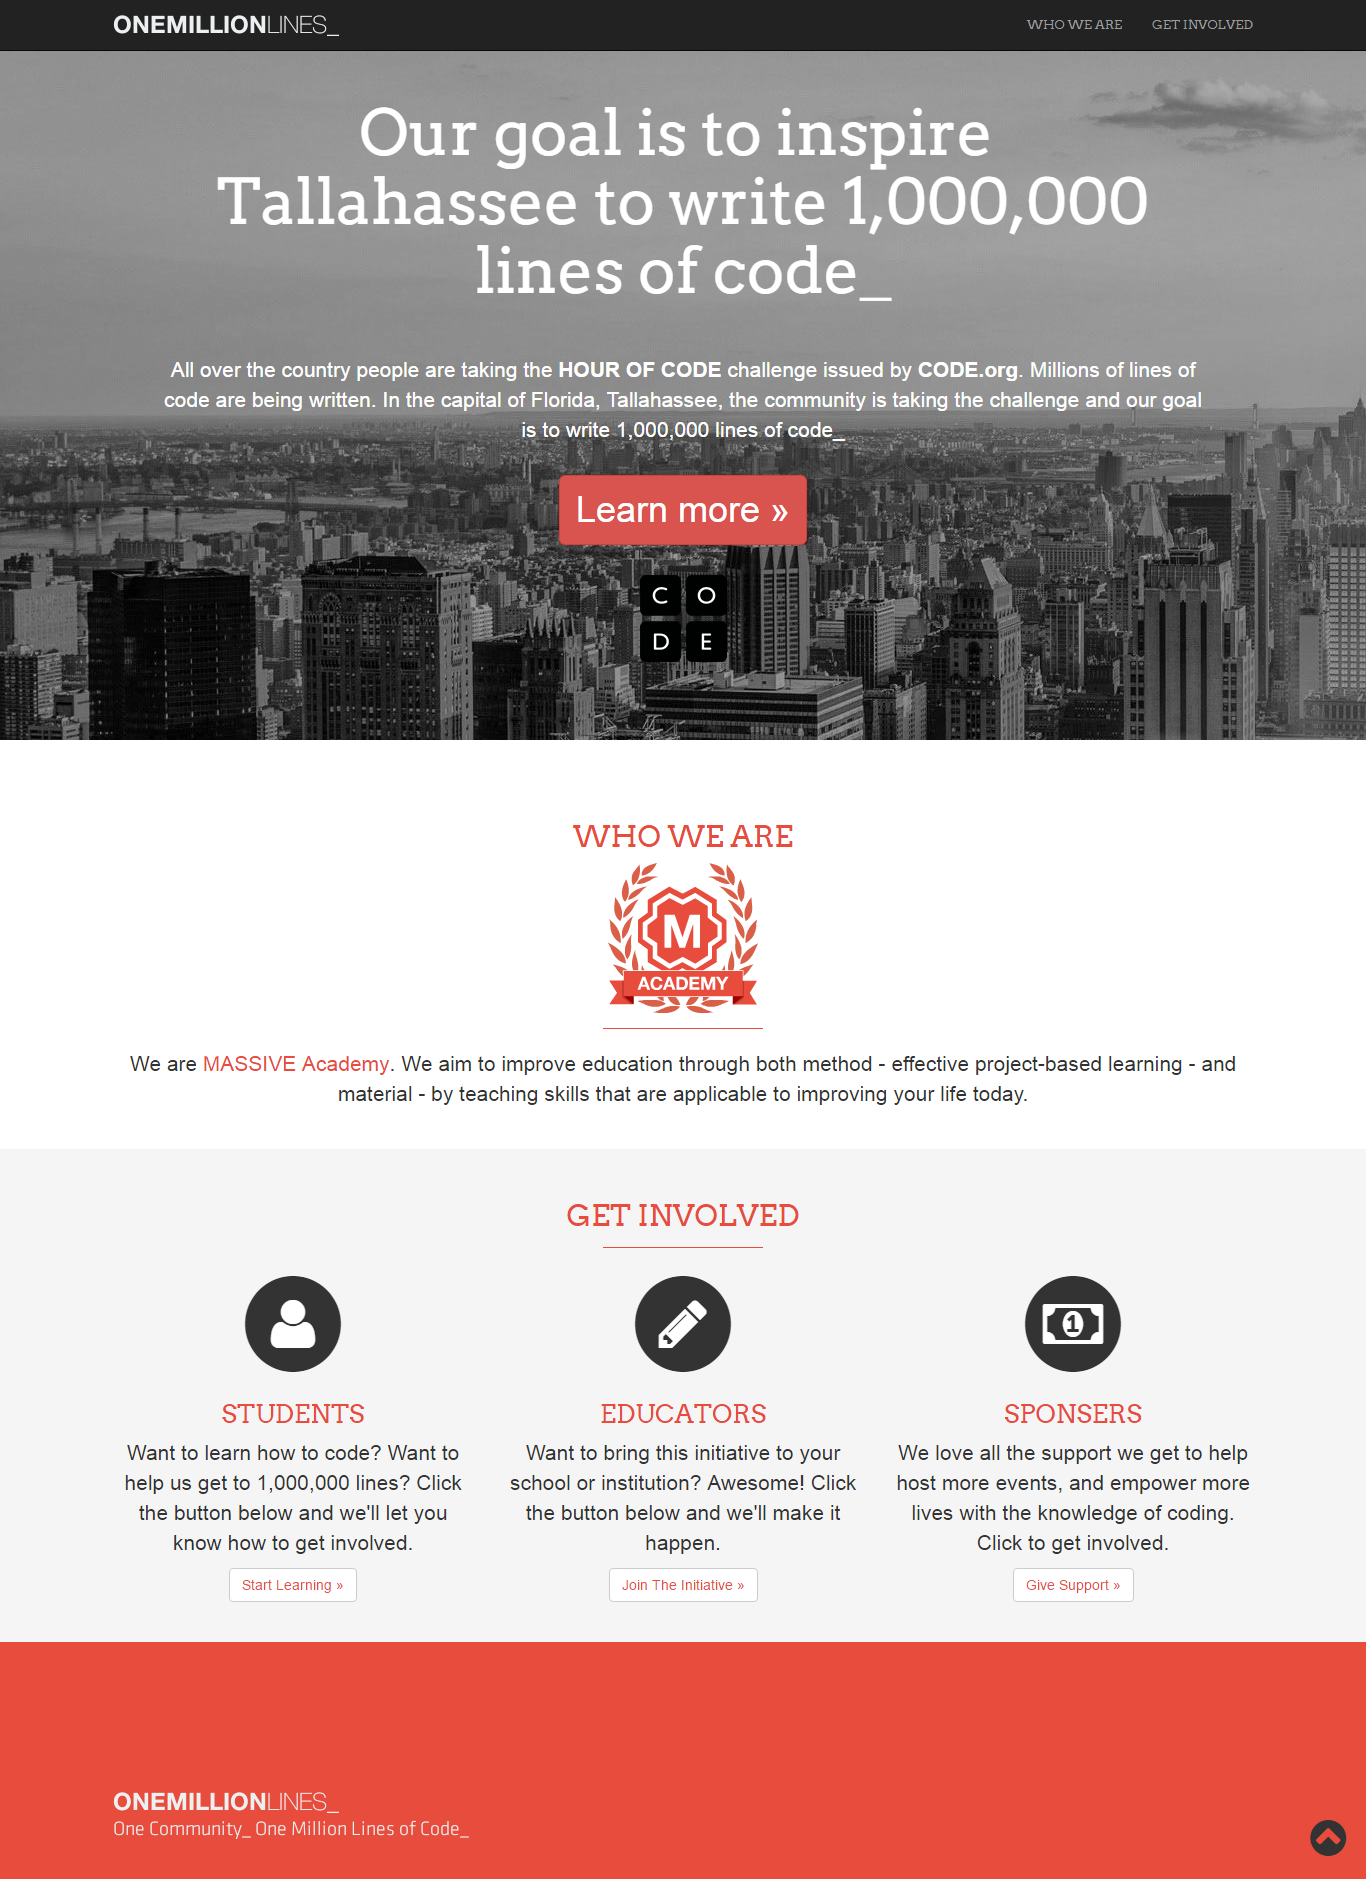 ONEMILLIONLINES_
WHO WE ARE
GET INVOLVED
Our goal is to inspire
Tallahassee to write 1,000,000
lines of code_
All over the country people are taking the HOUR OF CODE challenge issued by CODE.org. Millions of lines of
code are being written. In the capital of Florida, Tallahassee, the community is taking the challenge and our goal
is to write 1,000,000 lines of code_
Learn more »
C O
D E
WHO WE ARE
M
ACADEMY
We are MASSIVE Academy. We aim to improve education through both method - effective project-based learning - and
material - by teaching skills that are applicable to improving your life today.
GET INVOLVED
1
STUDENTS
Want to learn how to code? Want to
help us get to 1,000,000 lines? Click
the button below and we'll let you
know how to get involved.
Start Learning »
EDUCATORS
Want to bring this initiative to your
school or institution? Awesome! Click
the button below and we'll make it
happen.
Join The Initiative »
SPONSERS
We love all the support we get to help
host more events, and empower more
lives with the knowledge of coding.
Click to get involved.
Give Support »
ONEMILLIONLINES_
One Community_ One Million Lines of Code_